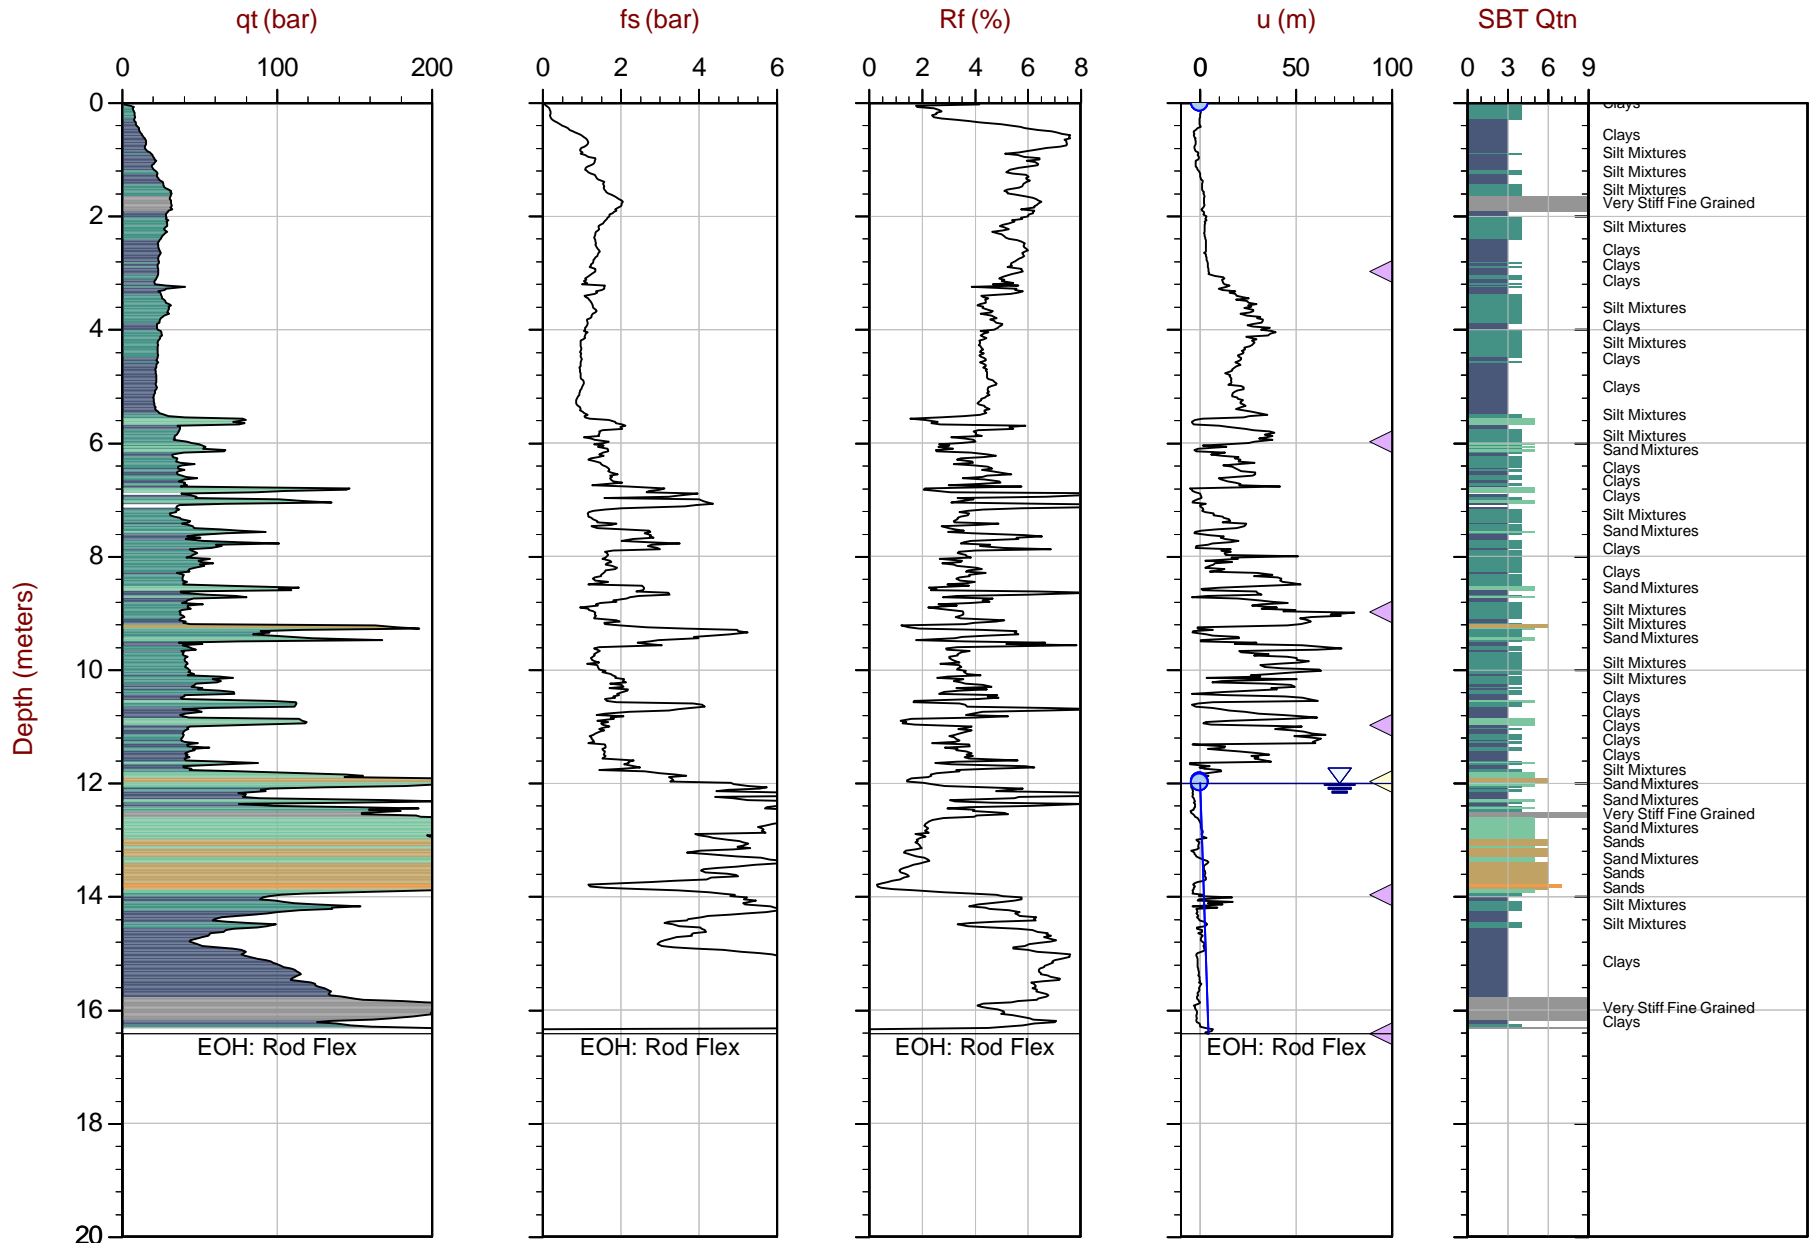 qt (bar)
fs (bar)
Rf (%)
u (m)
SBT Qtn
0 100 200
0 2 4 6
0 2 4 6 8
0 50 100
0 3 6 9
Depth (meters)
0
2
4
6
8
10
12
14
16
18
20
Clays
Clays
Silt Mixtures
Silt Mixtures
Silt Mixtures
Very Stiff Fine Grained
Silt Mixtures
Clays
Clays
Clays
Silt Mixtures
Clays
Silt Mixtures
Clays
Clays
Silt Mixtures
Silt Mixtures
Sand Mixtures
Clays
Clays
Clays
Silt Mixtures
Sand Mixtures
Clays
Clays
Sand Mixtures
Silt Mixtures
Silt Mixtures
Sand Mixtures
Silt Mixtures
Silt Mixtures
Clays
Clays
Clays
Clays
Clays
Silt Mixtures
Sand Mixtures
Sand Mixtures
Very Stiff Fine Grained
Sand Mixtures
Sands
Sand Mixtures
Sands
Sands
Silt Mixtures
Silt Mixtures
Clays
Very Stiff Fine Grained
Clays
EOH: Rod Flex
EOH: Rod Flex
EOH: Rod Flex
EOH: Rod Flex